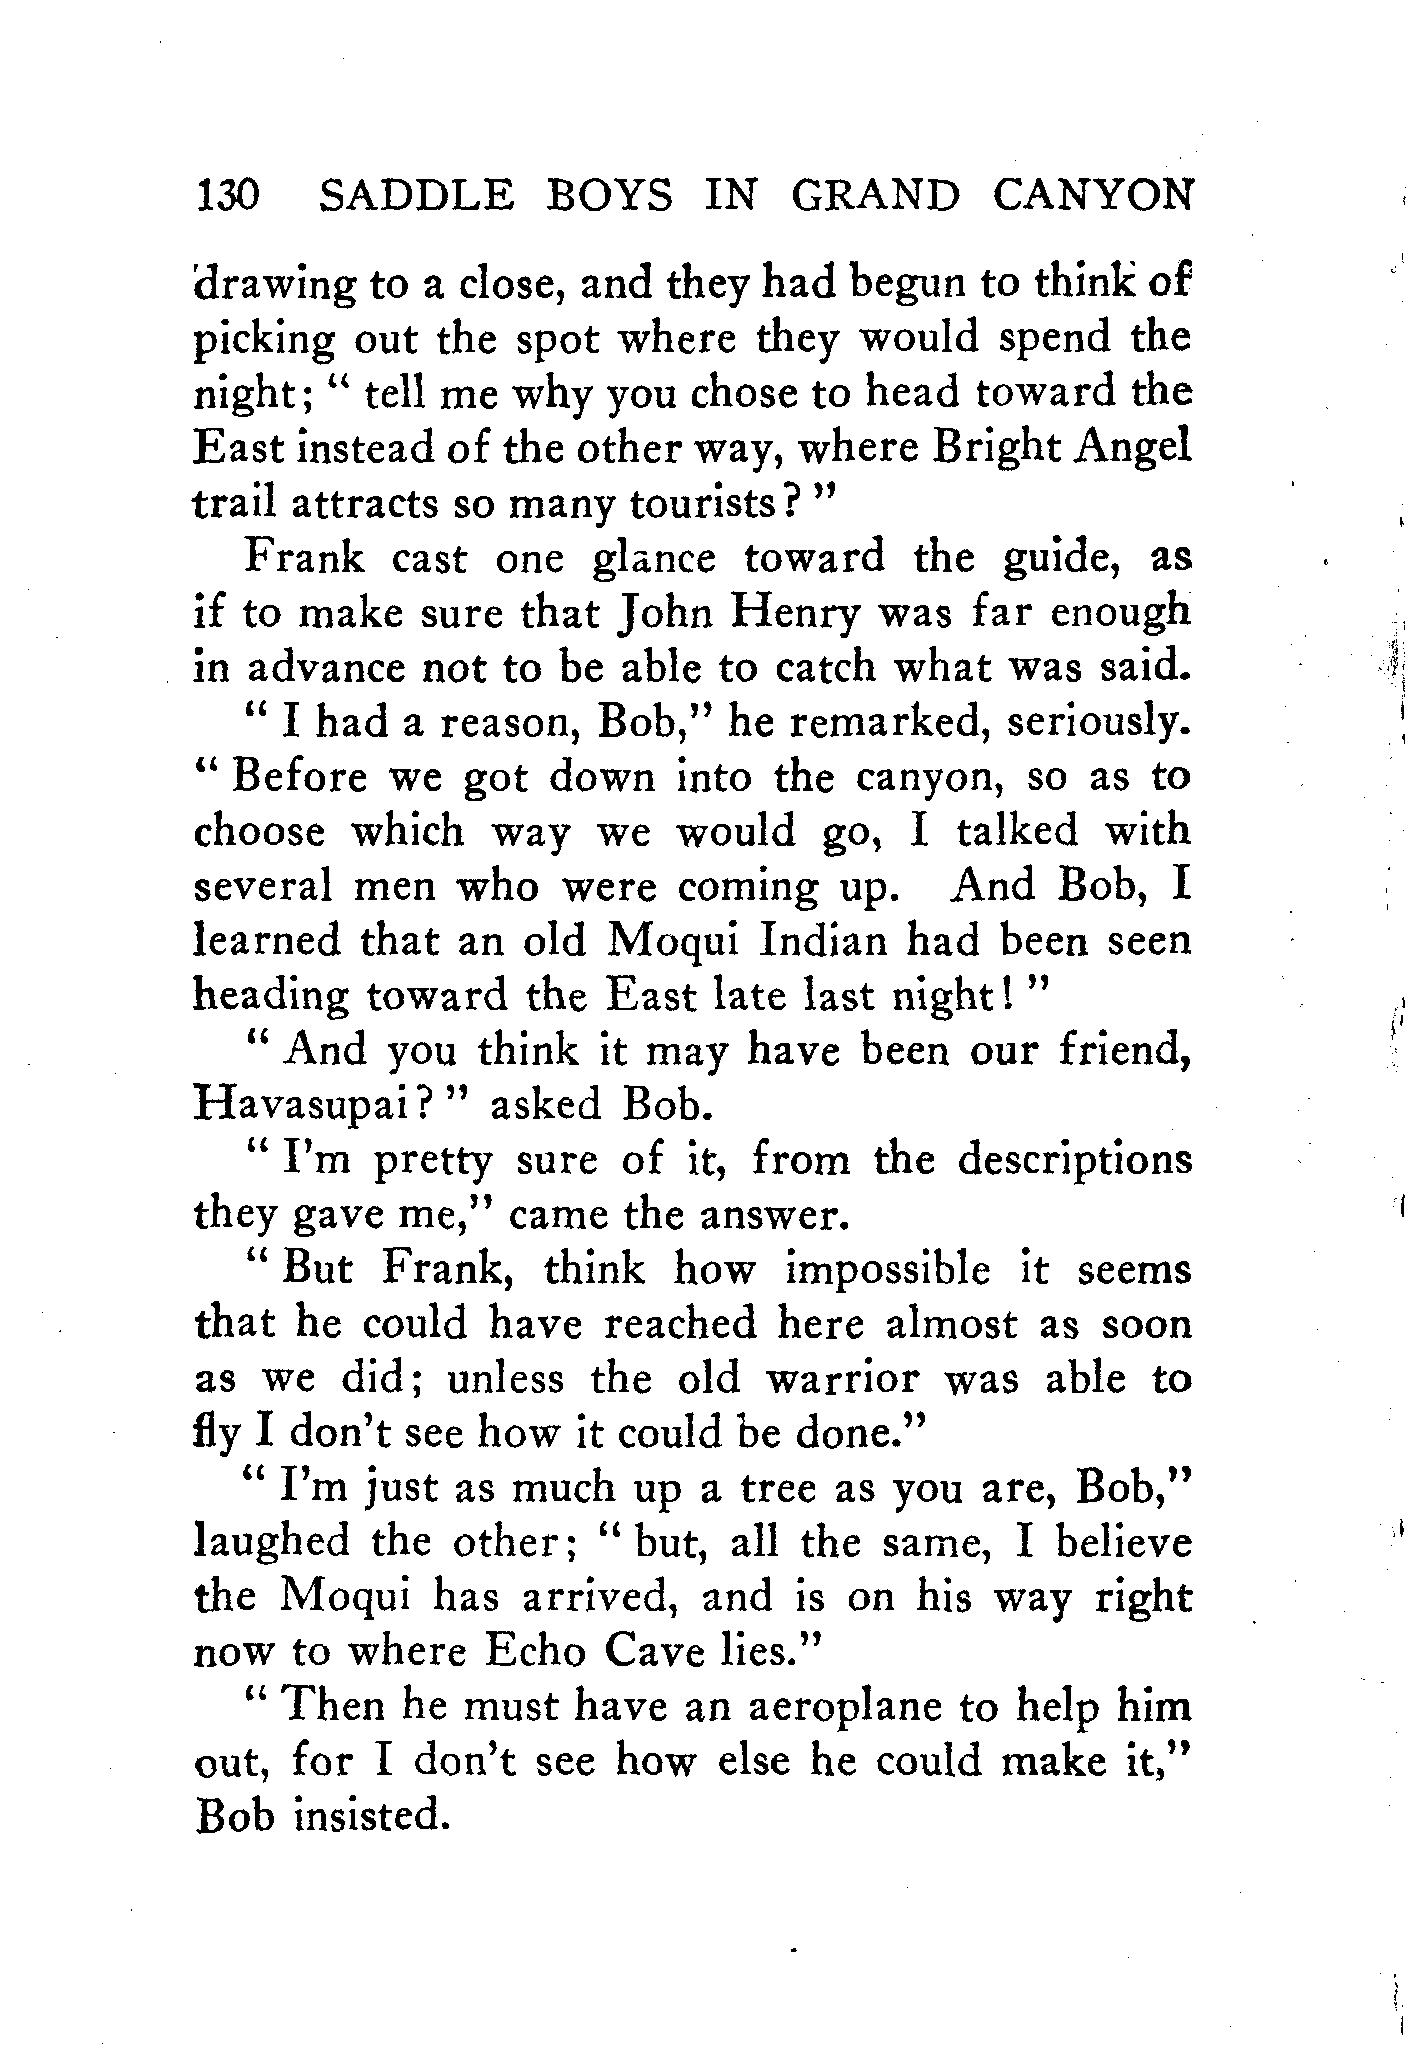 130 SADDLE BOYS IN GRAND CANYON
drawing to a close, and they had begun to think of
picking out the spot where they would spend the
night; " tell me why you chose to head toward the
East instead of the other way, where Bright Angel
trail attracts so many tourists? "
Frank cast one glance toward the guide, as
if to make sure that John Henry was far enough
in advance not to be able to catch what was said.
" I had a reason, Bob," he remarked, seriously.
" Before we got down into the canyon, so as to
choose which way we would go, I talked with
several men who were coming up. And Bob, I
learned that an old Moqui Indian had been seen
heading toward the East late last night! "
" And you think it may have been our friend,
Havasupai? " asked Bob.
" I'm pretty sure of it, from the descriptions
they gave me," came the answer.
" But Frank, think how impossible it seems
that he could have reached here almost as soon
as we did; unless the old warrior was able to
fly I don't see how it could be done."
" I'm just as much up a tree as you are, Bob,"
laughed the other; " but, all the same, I believe
the Moqui has arrived, and is on his way right
now to where Echo Cave lies."
" Then he must have an aeroplane to help him
out, for I don't see how else he could make it,"
Bob insisted.